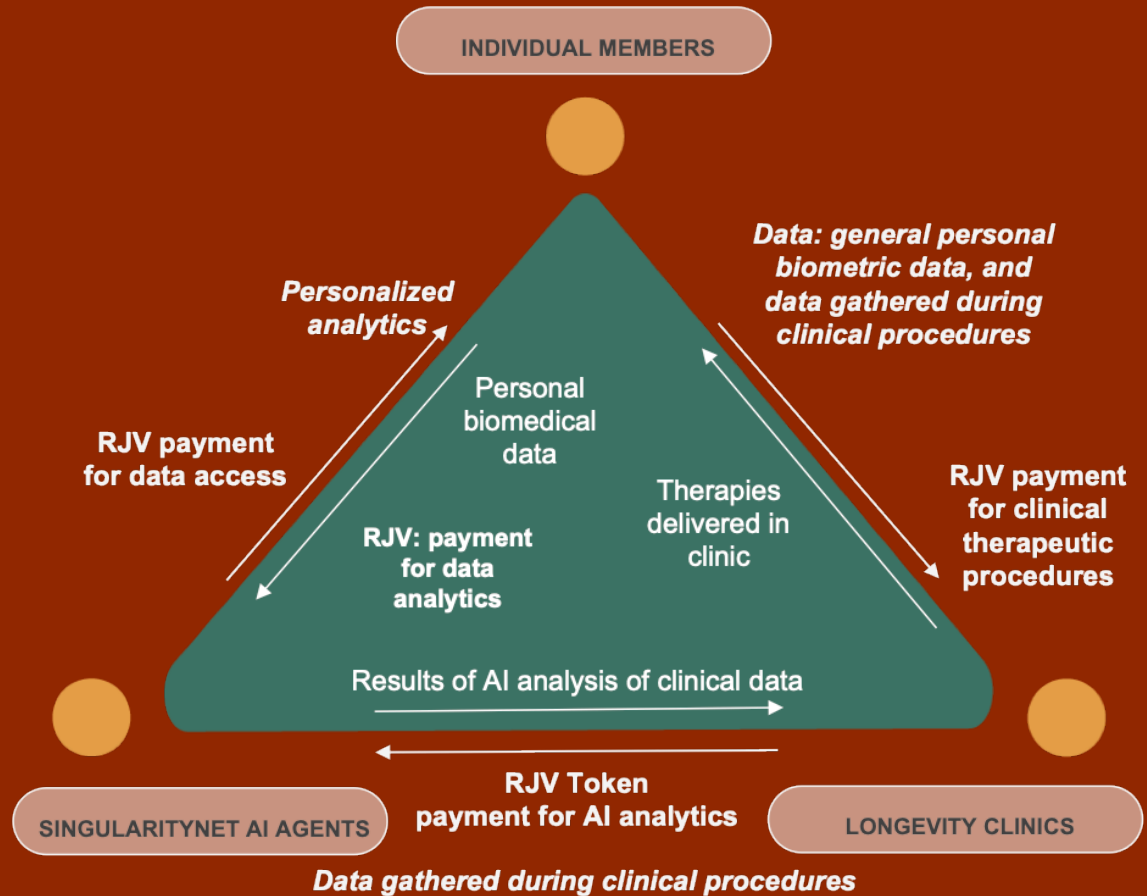 INDIVIDUAL MEMBERS
Data: general personal
biometric data, and
data gathered during
clinical procedures
Personalized
analytics
Personal
biomedical
data
RJV payment
for data access
RJV: payment
for data
analytics
Therapies
delivered in
clinic
RJV payment
for clinical
therapeutic
procedures
Results of AI analysis of clinical data
RJV Token
payment for AI analytics
SINGULARITYNET AI AGENTS
LONGEVITY CLINICS
Data gathered during clinical procedures